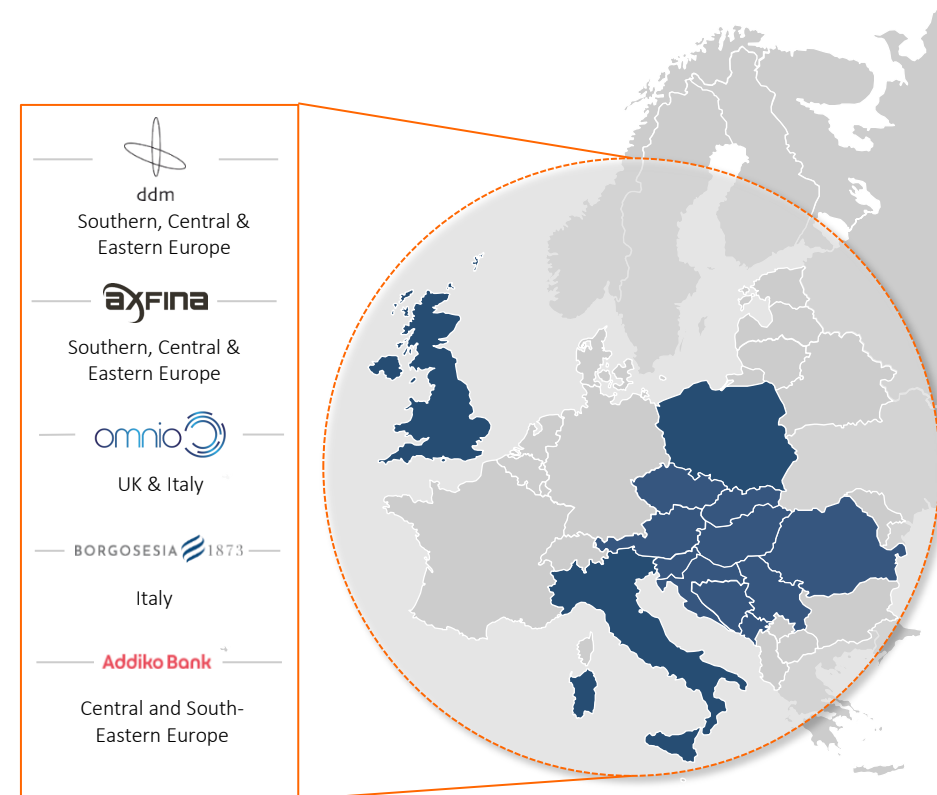 ddm
Southern, Central &
Eastern Europe
axfina
Southern, Central &
Eastern Europe
omnio
UK & Italy
BORGOSESIA 1873
Italy
Addiko Bank
Central and South-
Eastern Europe